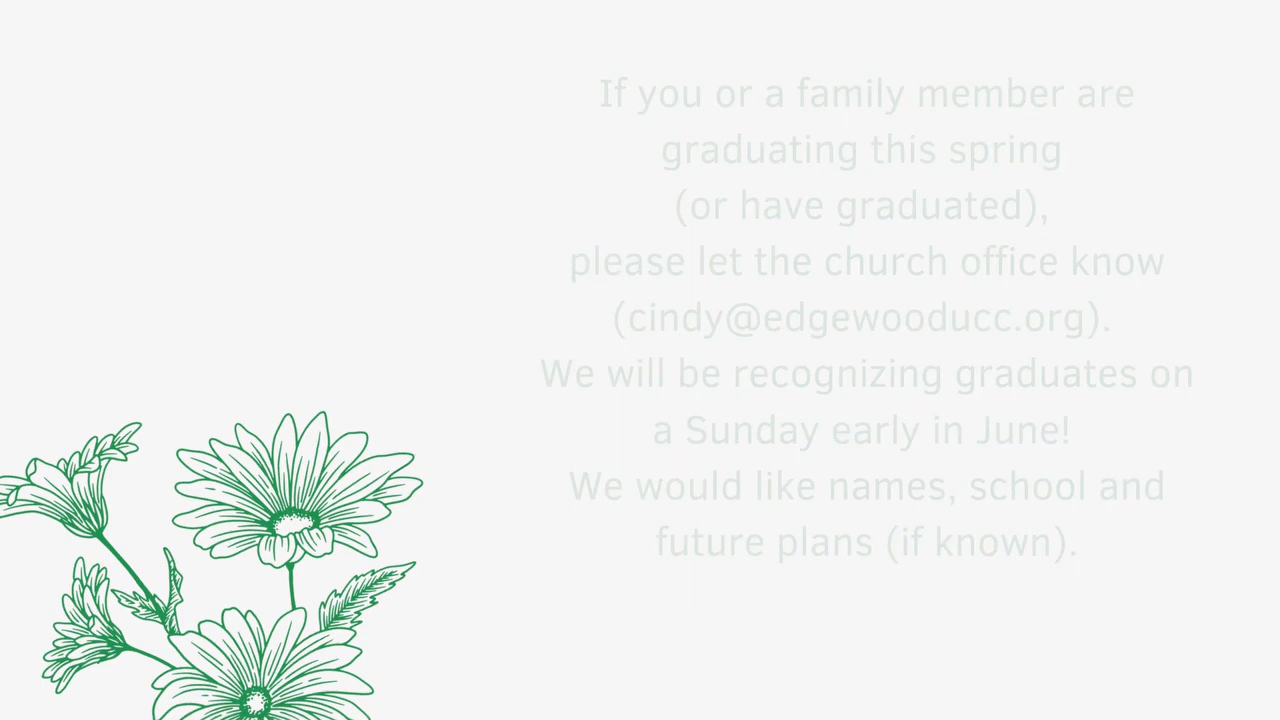 If you or a family member are
graduating this spring
(or have graduated),
please let the church office know
(cindy@edgewooducc.org).
We will be recognizing graduates on
a Sunday early in June!
We would like names, school and
future plans (if known).